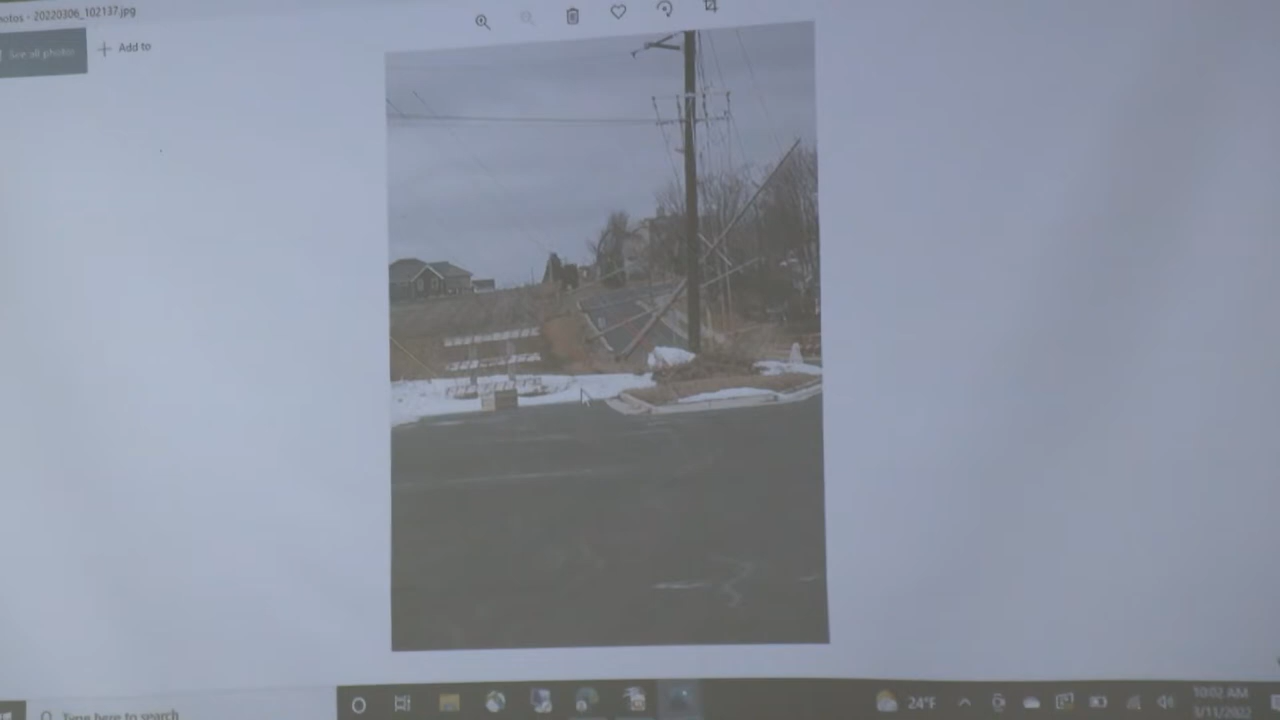 otos - 20220306_102137.jpg
See all photos
Add to
Type here to search
24°F
10:02 AM
3/11/2022